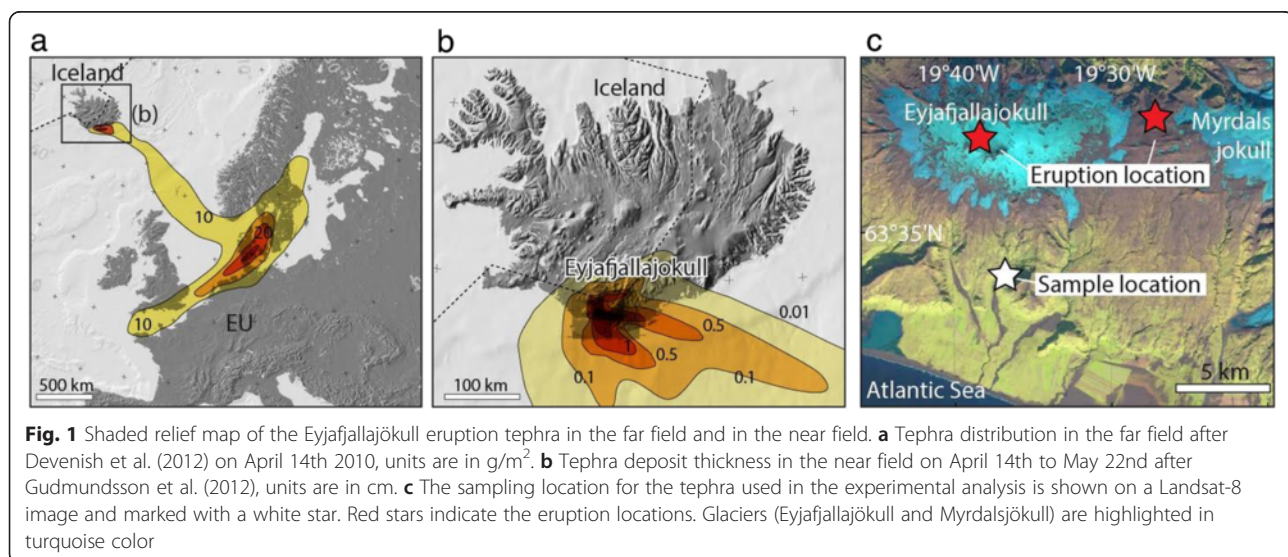 a
Iceland
(b)
10
20
10
EU
500 km
b
Iceland
Eyjafjallajokull
0.01
0.5
1
0.5
0.1
0.1
100 km
c
19°40'W 19°30'W
Eyjafjallajokull
Myrdals
jokull
Eruption location
63°35'N
Sample location
Atlantic Sea
5 km
Fig. 1 Shaded relief map of the Eyjafjallajökull eruption tephra in the far field and in the near field. a Tephra distribution in the far field after
Devenish et al. (2012) on April 14th 2010, units are in g/m². b Tephra deposit thickness in the near field on April 14th to May 22nd after
Gudmundsson et al. (2012), units are in cm. c The sampling location for the tephra used in the experimental analysis is shown on a Landsat-8
image and marked with a white star. Red stars indicate the eruption locations. Glaciers (Eyjafjallajökull and Myrdalsjökull) are highlighted in
turquoise color